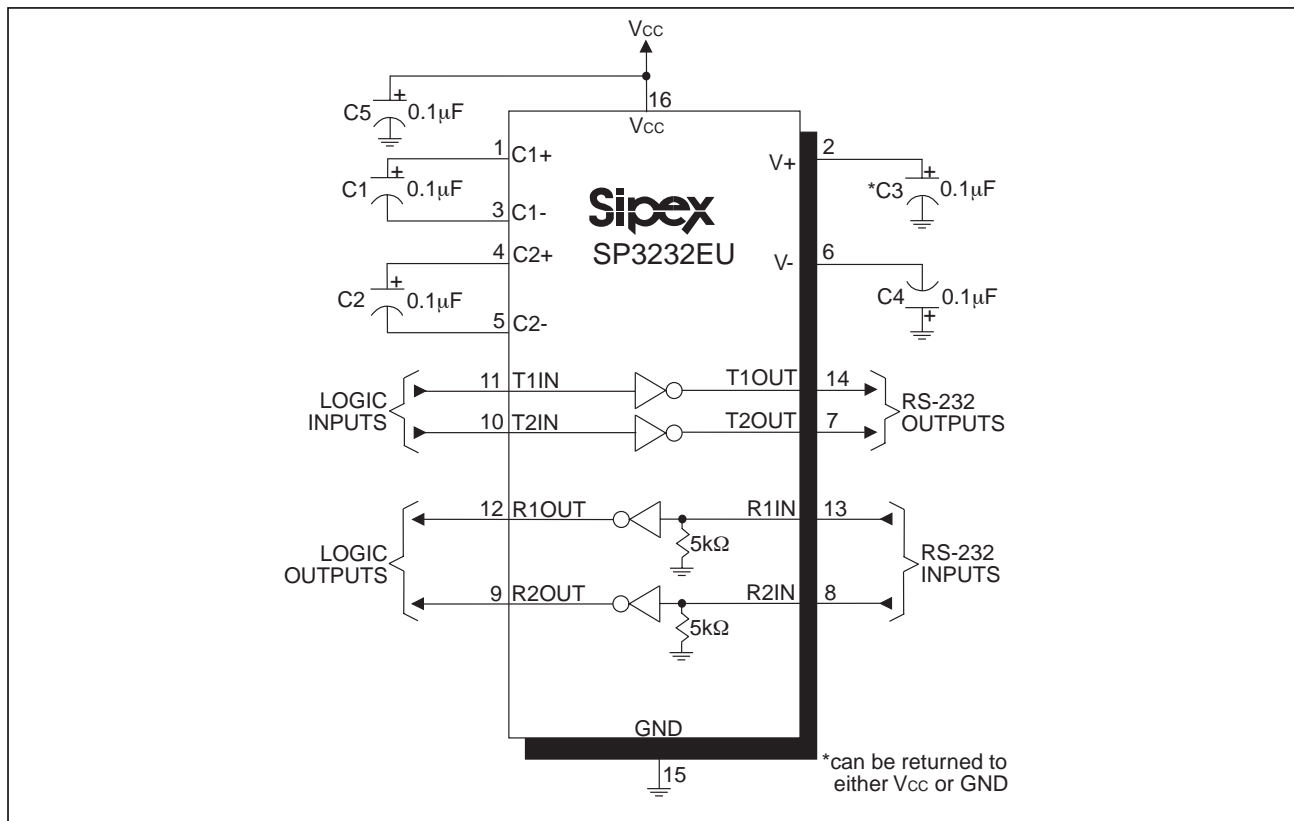 VCC
16
VCC
C5
+
0.1µF
1
C1+
C1
+
0.1µF
3
C1-
4
C2+
C2
+
0.1µF
5
C2-
Sipex
SP3232EU
2
V+
*C3
+
0.1µF
6
V-
C4
0.1µF
+
LOGIC
INPUTS
11
T1IN
T1OUT
14
10
T2IN
T2OUT
7
RS-232
OUTPUTS
LOGIC
OUTPUTS
12
R1OUT
R1IN
13
5kΩ
9
R2OUT
R2IN
8
5kΩ
RS-232
INPUTS
GND
15
*can be returned to
either VCC or GND